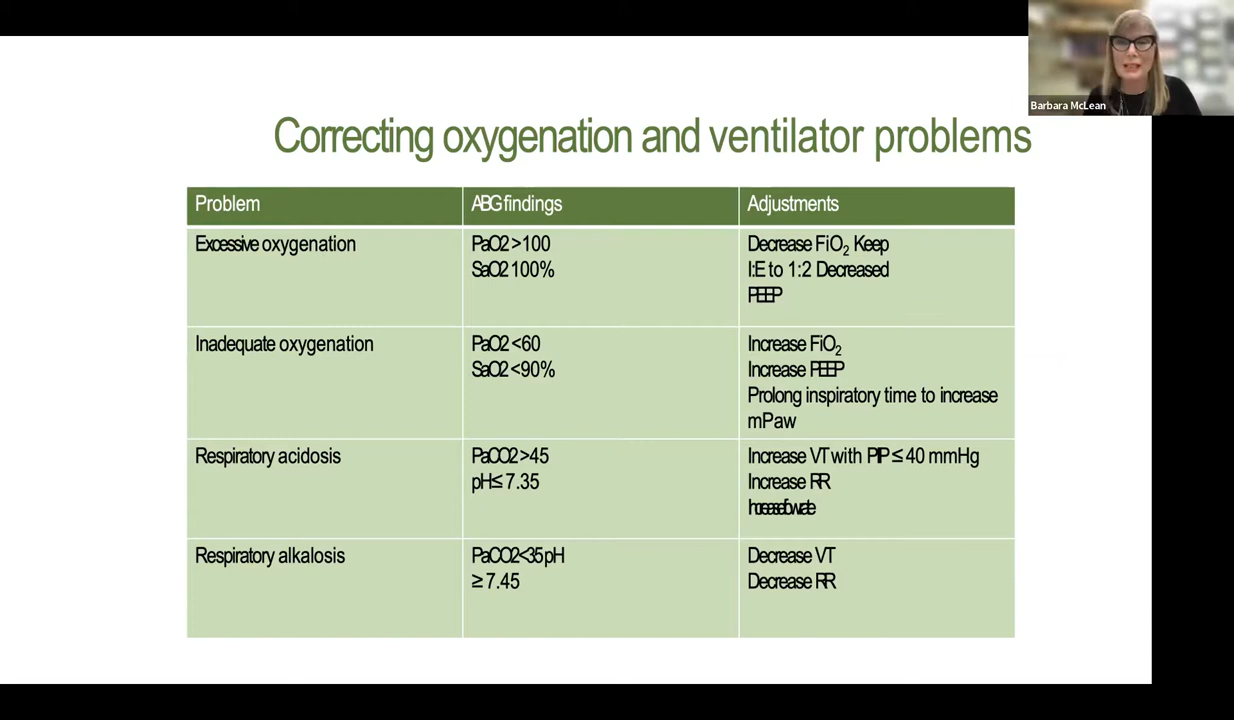 Barbara McLean
Correcting oxygenation and ventilator problems
Problem
ABG findings
Adjustments
Excessive oxygenation
PaO2 >100
SaO2 100%
Decrease FiO₂ Keep
I:E to 1:2 Decreased
PEEP
Inadequate oxygenation
PaO2 <60
SaO2 <90%
Increase FiO₂
Increase PEEP
Prolong inspiratory time to increase
mPaw
Respiratory acidosis
PaCO2 >45
pH≤ 7.35
Increase VT with PIP ≤ 40 mmHg
Increase RR
Increase flow rate
Respiratory alkalosis
PaCO2<35 pH
≥ 7.45
Decrease VT
Decrease RR